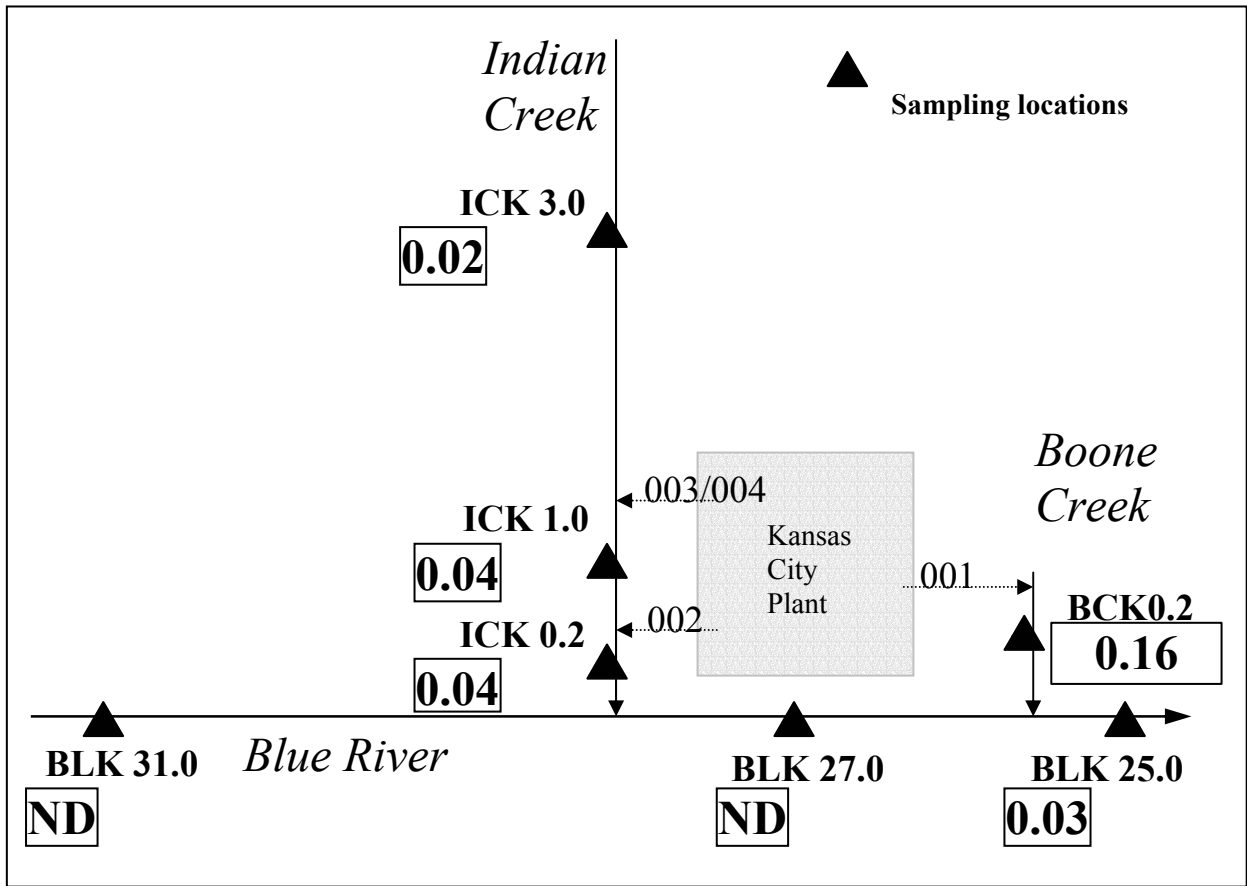 Indian
Creek
Sampling locations
ICK 3.0
0.02
003/004
Boone
Creek
ICK 1.0
0.04
Kansas
City
Plant
001
002
BCK0.2
0.16
ICK 0.2
0.04
Blue River
BLK 31.0
ND
BLK 27.0
ND
BLK 25.0
0.03